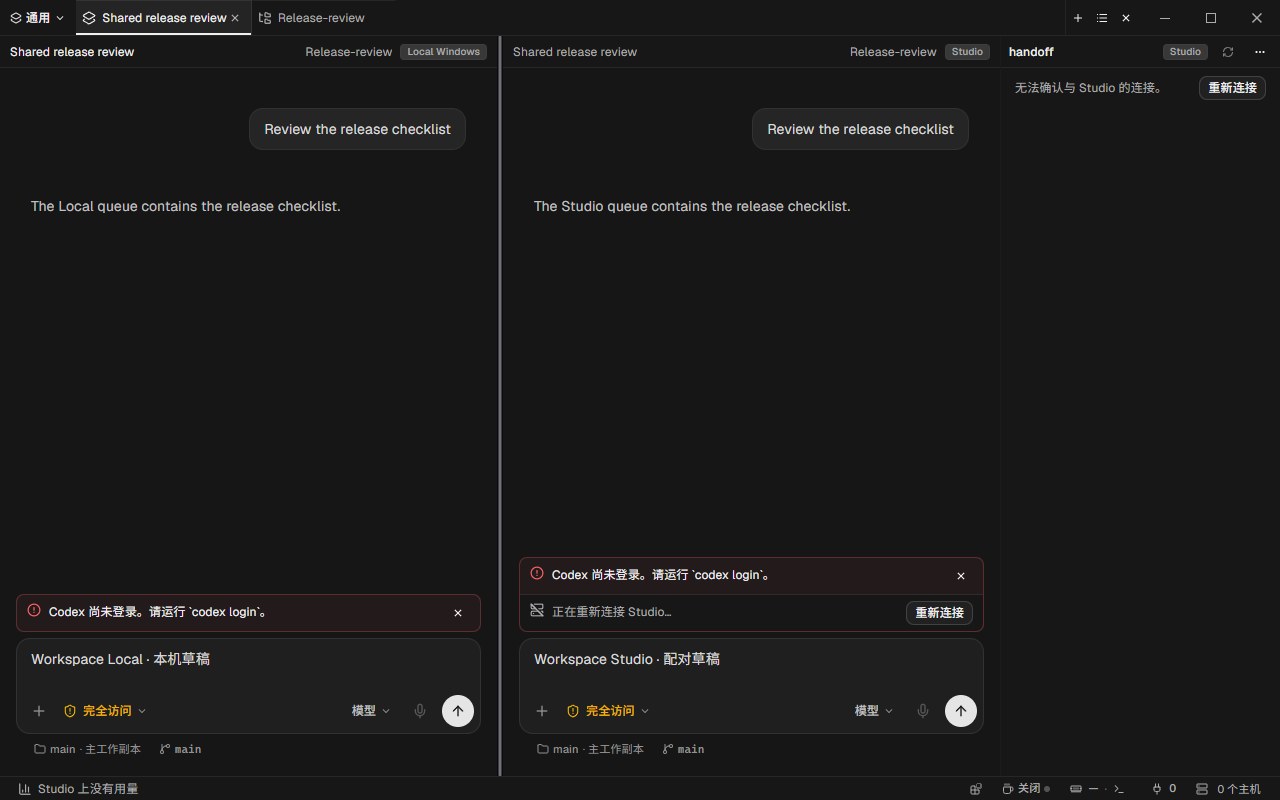 通用
Shared release review
Release-review
Shared release review
Release-review
Local Windows
Review the release checklist
The Local queue contains the release checklist.
Codex 尚未登录。请运行 `codex login`。
Workspace Local · 本机草稿
完全访问
模型
main · 主工作副本
main
Shared release review
Release-review
Studio
Review the release checklist
The Studio queue contains the release checklist.
Codex 尚未登录。请运行 `codex login`。
正在重新连接 Studio...
重新连接
Workspace Studio · 配对草稿
完全访问
模型
main · 主工作副本
main
handoff
Studio
无法确认与 Studio 的连接。
重新连接
Studio 上没有用量
关闭
— ·
0
0 个主机